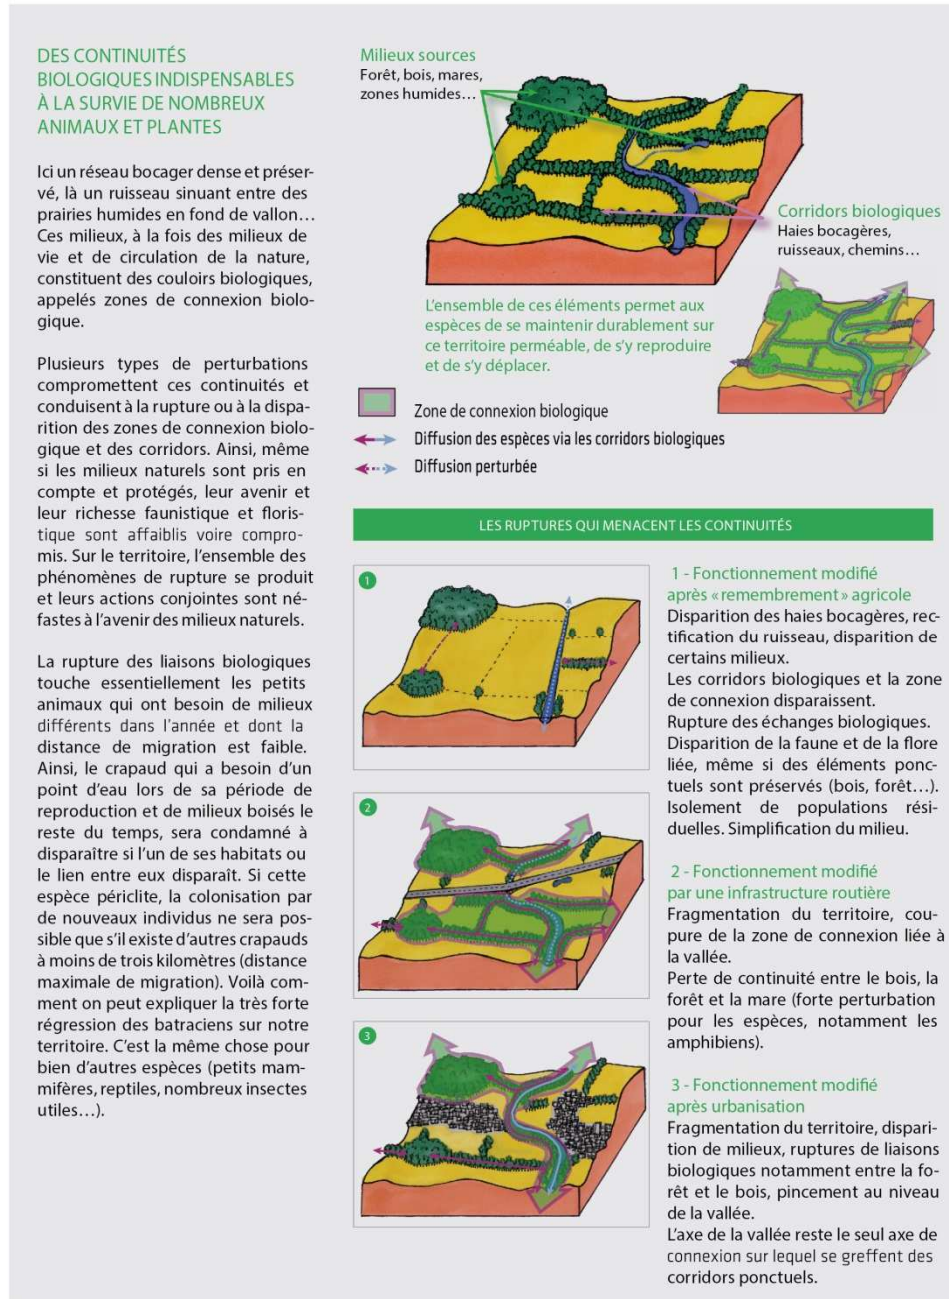 DES CONTINUITÉS
BIOLOGIQUES INDISPENSABLES
À LA SURVIE DE NOMBREUX
ANIMAUX ET PLANTES
Ici un réseau bocager dense et préser-
vé, là un ruisseau sinuant entre des
prairies humides en fond de vallon…
Ces milieux, à la fois des milieux de
vie et de circulation de la nature,
constituent des couloirs biologiques,
appelés zones de connexion biolo-
gique.
Plusieurs types de perturbations
compromettent ces continuités et
conduisent à la rupture ou à la dispa-
rition des zones de connexion biolo-
gique et des corridors. Ainsi, même
si les milieux naturels sont pris en
compte et protégés, leur avenir et
leur richesse faunistique et floris-
tique sont affaiblis voire compro-
mis. Sur le territoire, l'ensemble des
phénomènes de rupture se produit
et leurs actions conjointes sont né-
fastes à l'avenir des milieux naturels.
La rupture des liaisons biologiques
touche essentiellement les petits
animaux qui ont besoin de milieux
différents dans l'année et dont la
distance de migration est faible.
Ainsi, le crapaud qui a besoin d'un
point d'eau lors de sa période de
reproduction et de milieux boisés le
reste du temps, sera condamné à
disparaître si l'un de ses habitats ou
le lien entre eux disparaît. Si cette
espèce périclite, la colonisation par
de nouveaux individus ne sera pos-
sible que s'il existe d'autres crapauds
à moins de trois kilomètres (distance
maximale de migration). Voilà com-
ment on peut expliquer la très forte
régression des batraciens sur notre
territoire. C'est la même chose pour
bien d'autres espèces (petits mam-
mifères, reptiles, nombreux insectes
utiles…).
Milieux sources
Forêt, bois, mares,
zones humides…
Corridors biologiques
Haies bocagères,
ruisseaux, chemins…
L'ensemble de ces éléments permet aux
espèces de se maintenir durablement sur
ce territoire perméable, de s'y reproduire
et de s'y déplacer.
Zone de connexion biologique
Diffusion des espèces via les corridors biologiques
Diffusion perturbée
LES RUPTURES QUI MENACENT LES CONTINUITÉS
1
1 - Fonctionnement modifié
après « remembrement » agricole
Disparition des haies bocagères, rec-
tification du ruisseau, disparition de
certains milieux.
Les corridors biologiques et la zone
de connexion disparaissent.
Rupture des échanges biologiques.
Disparition de la faune et de la flore
liée, même si des éléments ponc-
tuels sont préservés (bois, forêt…).
Isolement de populations rési-
duelles. Simplification du milieu.
2
2 - Fonctionnement modifié
par une infrastructure routière
Fragmentation du territoire, cou-
pure de la zone de connexion liée à
la vallée.
Perte de continuité entre le bois, la
forêt et la mare (forte perturbation
pour les espèces, notamment les
amphibiens).
3
3 - Fonctionnement modifié
après urbanisation
Fragmentation du territoire, dispari-
tion de milieux, ruptures de liaisons
biologiques notamment entre la fo-
rêt et le bois, pincement au niveau
de la vallée.
L'axe de la vallée reste le seul axe de
connexion sur lequel se greffent des
corridors ponctuels.